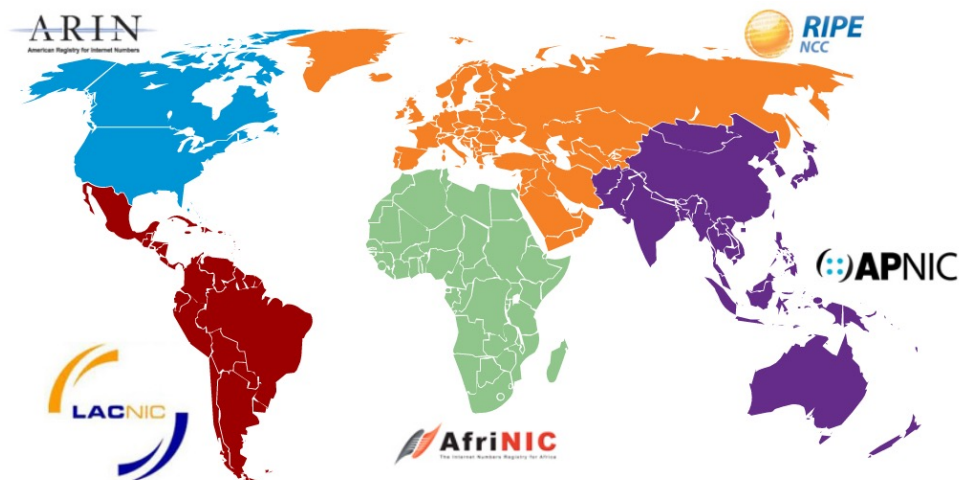 ARIN
American Registry for Internet Numbers
RIPE
NCC
APNIC
LACNIC
AfriNIC
The Internet Numbers Registry for Africa